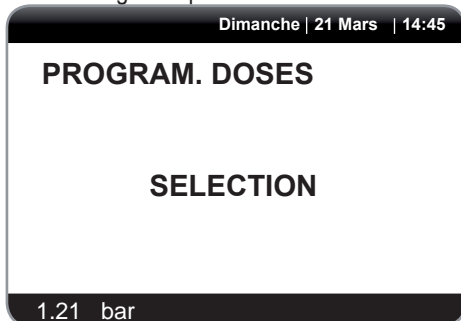 Dimanche | 21 Mars | 14:45
PROGRAM. DOSES
SELECTION
1.21 bar